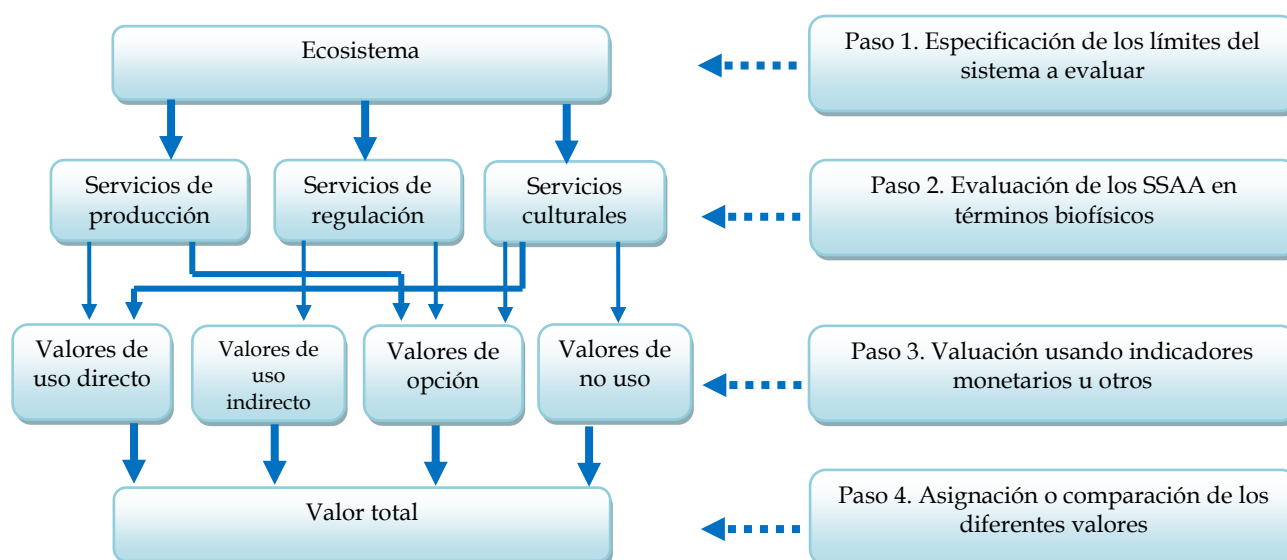 Ecosistema
Paso 1. Especificación de los límites del
sistema a evaluar
Servicios de
producción
Servicios de
regulación
Servicios
culturales
Paso 2. Evaluación de los SSAA en
términos biofísicos
Valores de
uso directo
Valores de
uso
indirecto
Valores de
opción
Valores de
no uso
Paso 3. Valuación usando indicadores
monetarios u otros
Valor total
Paso 4. Asignación o comparación de los
diferentes valores